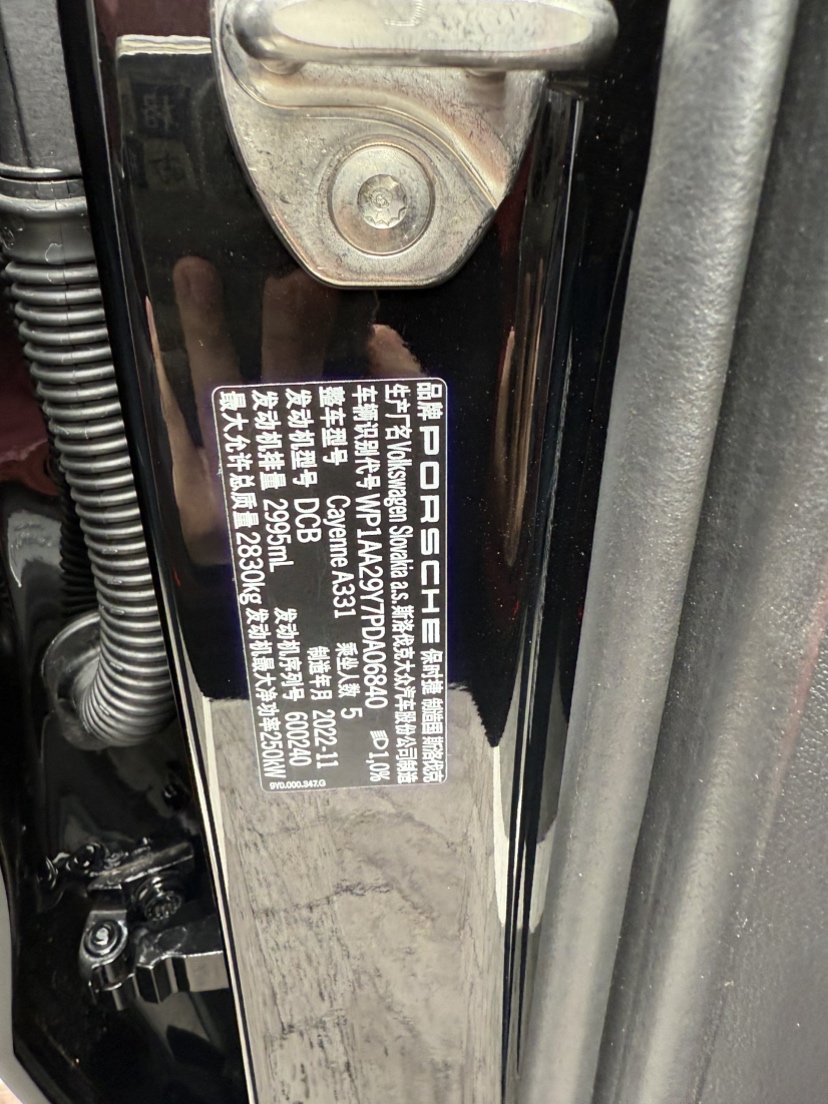 品牌 PORSCHE 保时捷 制造国 斯洛伐克
生产厂名 Volkswagen Slovakia a.s. 斯洛伐克大众汽车股份公司制造
车辆识别代号 WP1AA29Y7PDA06840 1,0%
乘坐人数 5
整车型号 Cayenne A331 制造年月 2022-11
发动机型号 DCB 发动机序列号 600240
发动机排量 2995mL
最大允许总质量 2830kg 发动机最大净功率 250kW
9Y0.000.347.G